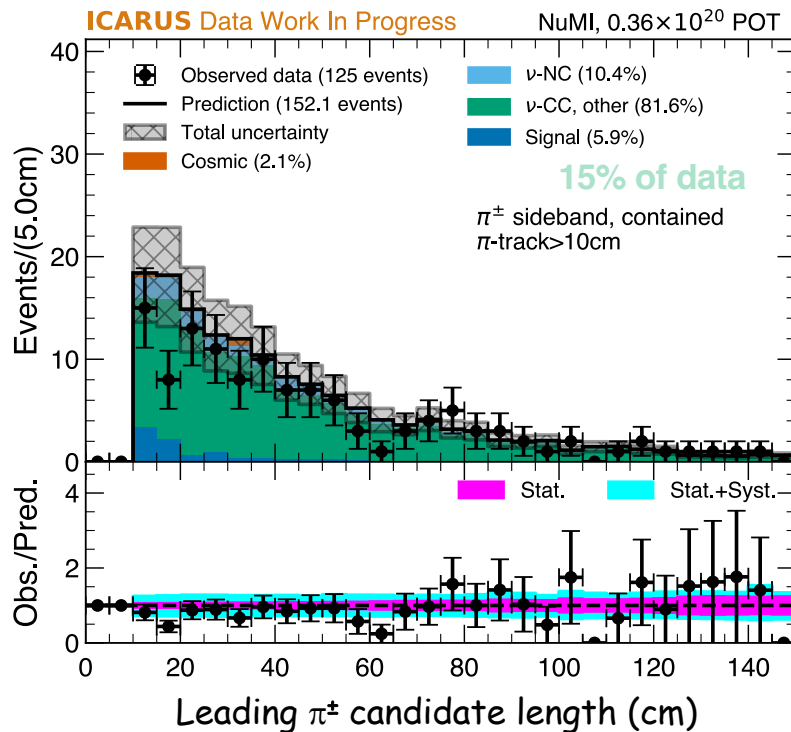 ICARUS Data Work In Progress
NuMI, 0.36×10²⁰ POT
Events/(5.0cm)
40
30
20
10
0
Observed data (125 events)
Prediction (152.1 events)
Total uncertainty
Cosmic (2.1%)
ν-NC (10.4%)
ν-CC, other (81.6%)
Signal (5.9%)
15% of data
π± sideband, contained
π-track>10cm
Obs./Pred.
4
2
0
Stat.
Stat.+Syst.
0 20 40 60 80 100 120 140
Leading π± candidate length (cm)